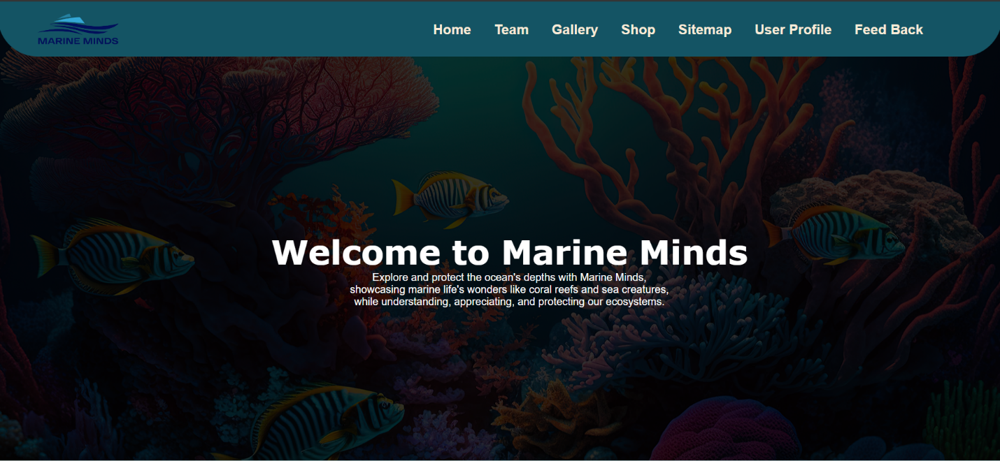 MARINE MINDS
Home Team Gallery Shop Sitemap User Profile Feed Back
Welcome to Marine Minds
Explore and protect the ocean's depths with Marine Minds,
showcasing marine life's wonders like coral reefs and sea creatures,
while understanding, appreciating, and protecting our ecosystems.